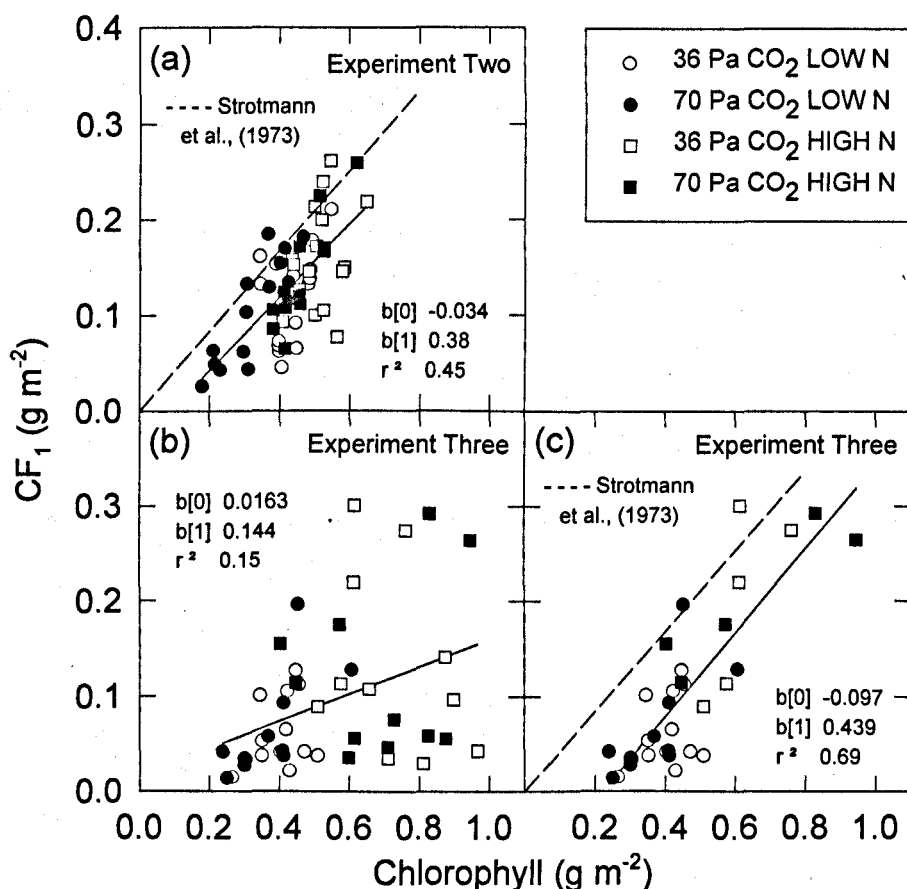 0.4
(a)
Experiment Two
---- Strotmann
et al., (1973)
0.3
0.2
0.1
0.0
b[0] -0.034
b[1] 0.38
r² 0.45
○ 36 Pa CO₂ LOW N
● 70 Pa CO₂ LOW N
□ 36 Pa CO₂ HIGH N
■ 70 Pa CO₂ HIGH N
CF₁ (g m⁻²)
(b)
Experiment Three
b[0] 0.0163
b[1] 0.144
r² 0.15
0.3
0.2
0.1
0.0
0.0 0.2 0.4 0.6 0.8 1.0
(c)
Experiment Three
---- Strotmann
et al., (1973)
b[0] -0.097
b[1] 0.439
r² 0.69
0.2 0.4 0.6 0.8 1.0
Chlorophyll (g m⁻²)